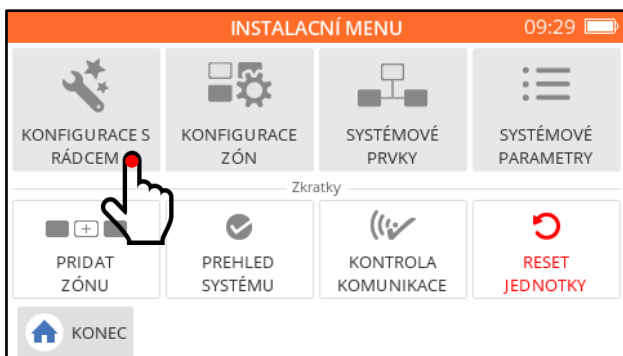 INSTALACNÍ MENU 09:29
KONFIGURACE S RÁDCEM
KONFIGURACE ZÓN
SYSTÉMOVÉ PRVKY
SYSTÉMOVÉ PARAMETRY
Zkratky
PRIDAT ZÓNU
PREHLED SYSTÉMU
KONTROLA KOMUNIKACE
RESET JEDNOTKY
KONEC